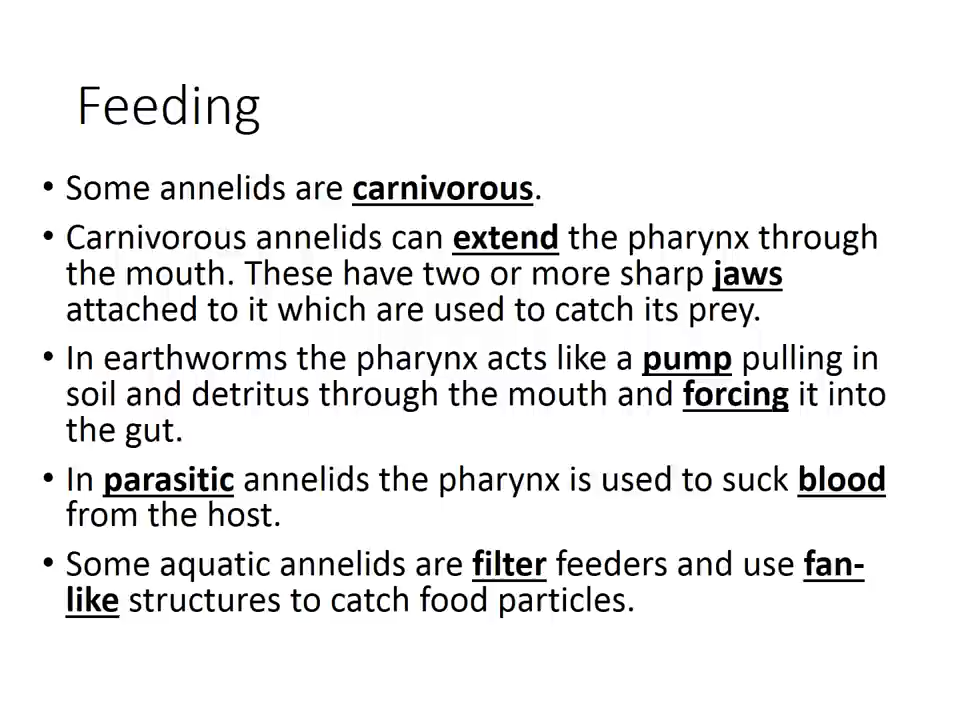 Feeding
• Some annelids are carnivorous.
• Carnivorous annelids can extend the pharynx through
the mouth. These have two or more sharp jaws
attached to it which are used to catch its prey.
• In earthworms the pharynx acts like a pump pulling in
soil and detritus through the mouth and forcing it into
the gut.
• In parasitic annelids the pharynx is used to suck blood
from the host.
• Some aquatic annelids are filter feeders and use fan-
like structures to catch food particles.